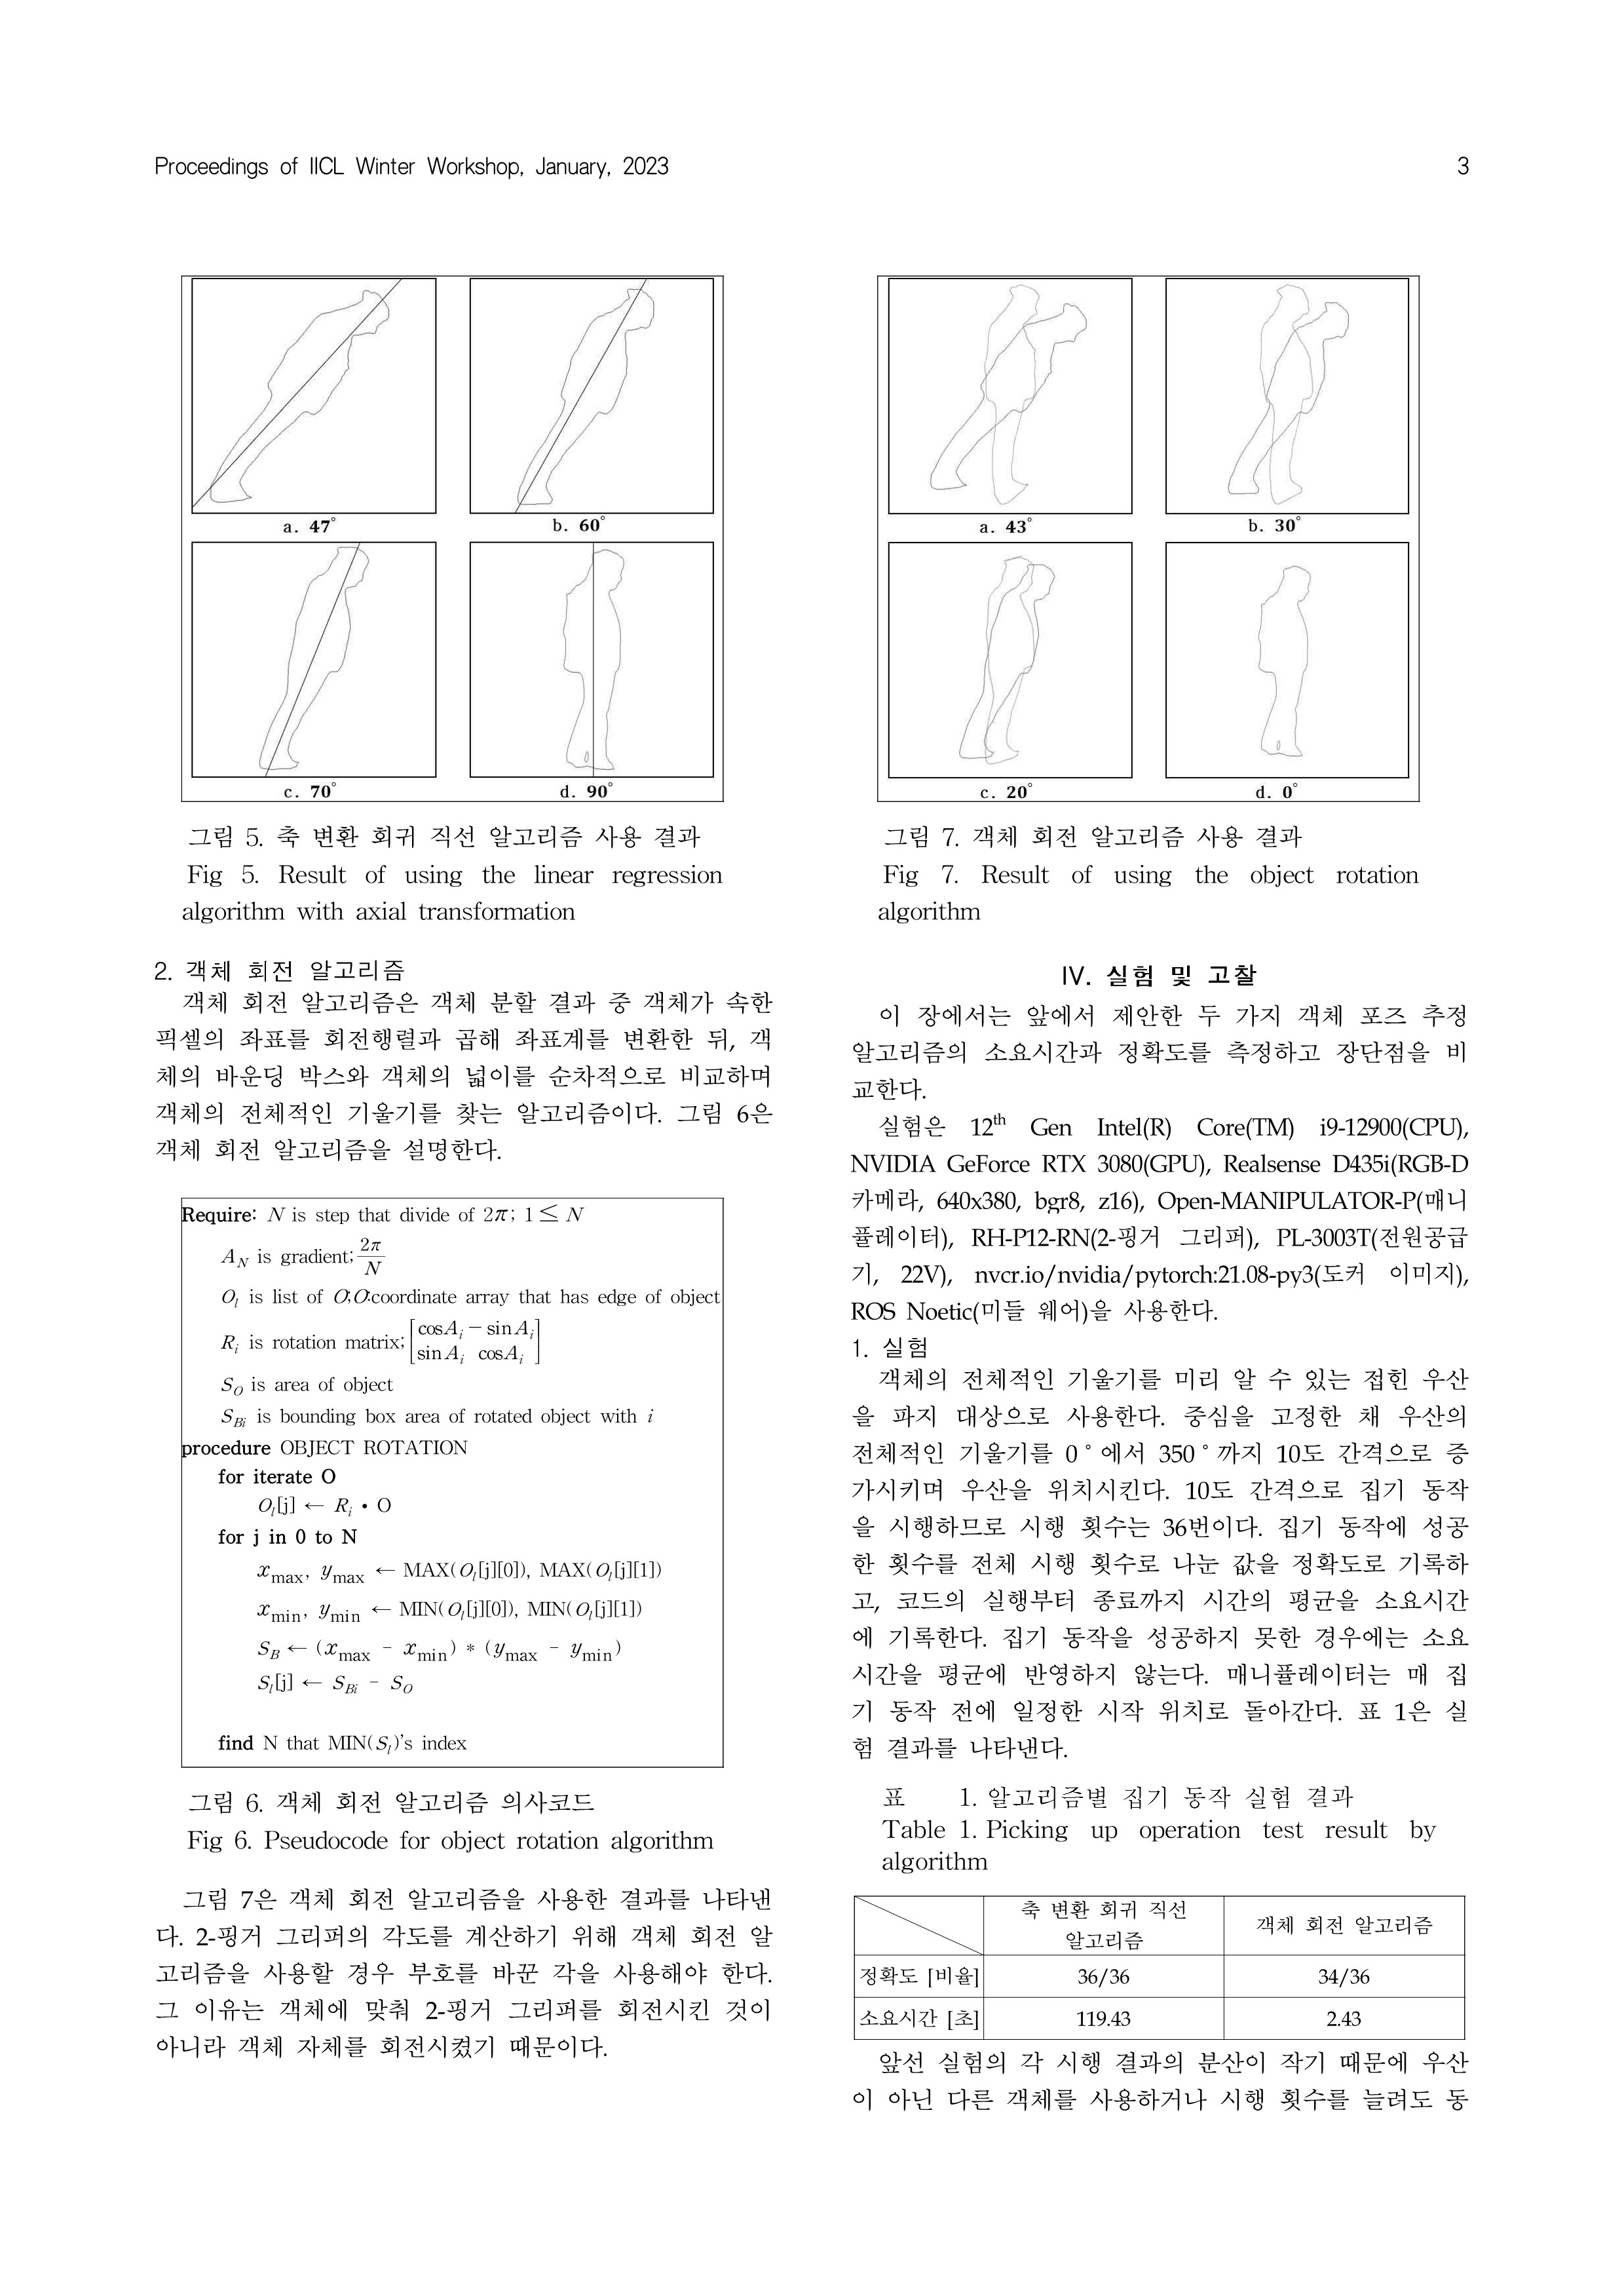 Proceedings of IICL Winter Workshop, January, 2023
3
a. 47°
b. 60°
c. 70°
d. 90°
그림 5. 축 변환 회귀 직선 알고리즘 사용 결과
Fig 5. Result of using the linear regression
algorithm with axial transformation
2. 객체 회전 알고리즘
객체 회전 알고리즘은 객체 분할 결과 중 객체가 속한
픽셀의 좌표를 회전행렬과 곱해 좌표계를 변환한 뒤, 객
체의 바운딩 박스와 객체의 넓이를 순차적으로 비교하며
객체의 전체적인 기울기를 찾는 알고리즘이다. 그림 6은
객체 회전 알고리즘을 설명한다.
Require: N is step that divide of 2π; 1 ≤ N
A_N is gradient; 2π/N
O_l is list of O; O:coordinate array that has edge of object
R_i is rotation matrix; [cosA_i − sinA_i
sinA_i cosA_i]
S_O is area of object
S_Bi is bounding box area of rotated object with i
procedure OBJECT ROTATION
for iterate O
O_l[j] ← R_i • O
for j in 0 to N
x_max, y_max ← MAX(O_l[j][0]), MAX(O_l[j][1])
x_min, y_min ← MIN(O_l[j][0]), MIN(O_l[j][1])
S_B ← (x_max - x_min) * (y_max - y_min)
S_l[j] ← S_Bi - S_O
find N that MIN(S_l)'s index
그림 6. 객체 회전 알고리즘 의사코드
Fig 6. Pseudocode for object rotation algorithm
그림 7은 객체 회전 알고리즘을 사용한 결과를 나타낸
다. 2-핑거 그리퍼의 각도를 계산하기 위해 객체 회전 알
고리즘을 사용할 경우 부호를 바꾼 각을 사용해야 한다.
그 이유는 객체에 맞춰 2-핑거 그리퍼를 회전시킨 것이
아니라 객체 자체를 회전시켰기 때문이다.
a. 43°
b. 30°
c. 20°
d. 0°
그림 7. 객체 회전 알고리즘 사용 결과
Fig 7. Result of using the object rotation
algorithm
IV. 실험 및 고찰
이 장에서는 앞에서 제안한 두 가지 객체 포즈 추정
알고리즘의 소요시간과 정확도를 측정하고 장단점을 비
교한다.
실험은 12th Gen Intel(R) Core(TM) i9-12900(CPU),
NVIDIA GeForce RTX 3080(GPU), Realsense D435i(RGB-D
카메라, 640x380, bgr8, z16), Open-MANIPULATOR-P(매니
퓰레이터), RH-P12-RN(2-핑거 그리퍼), PL-3003T(전원공급
기, 22V), nvcr.io/nvidia/pytorch:21.08-py3(도커 이미지),
ROS Noetic(미들 웨어)을 사용한다.
1. 실험
객체의 전체적인 기울기를 미리 알 수 있는 접힌 우산
을 파지 대상으로 사용한다. 중심을 고정한 채 우산의
전체적인 기울기를 0°에서 350°까지 10도 간격으로 증
가시키며 우산을 위치시킨다. 10도 간격으로 집기 동작
을 시행하므로 시행 횟수는 36번이다. 집기 동작에 성공
한 횟수를 전체 시행 횟수로 나눈 값을 정확도로 기록하
고, 코드의 실행부터 종료까지 시간의 평균을 소요시간
에 기록한다. 집기 동작을 성공하지 못한 경우에는 소요
시간을 평균에 반영하지 않는다. 매니퓰레이터는 매 집
기 동작 전에 일정한 시작 위치로 돌아간다. 표 1은 실
험 결과를 나타낸다.
표 1. 알고리즘별 집기 동작 실험 결과
Table 1. Picking up operation test result by
algorithm
축 변환 회귀 직선
알고리즘
객체 회전 알고리즘
정확도 [비율] 36/36 34/36
소요시간 [초] 119.43 2.43
앞선 실험의 각 시행 결과의 분산이 작기 때문에 우산
이 아닌 다른 객체를 사용하거나 시행 횟수를 늘려도 동